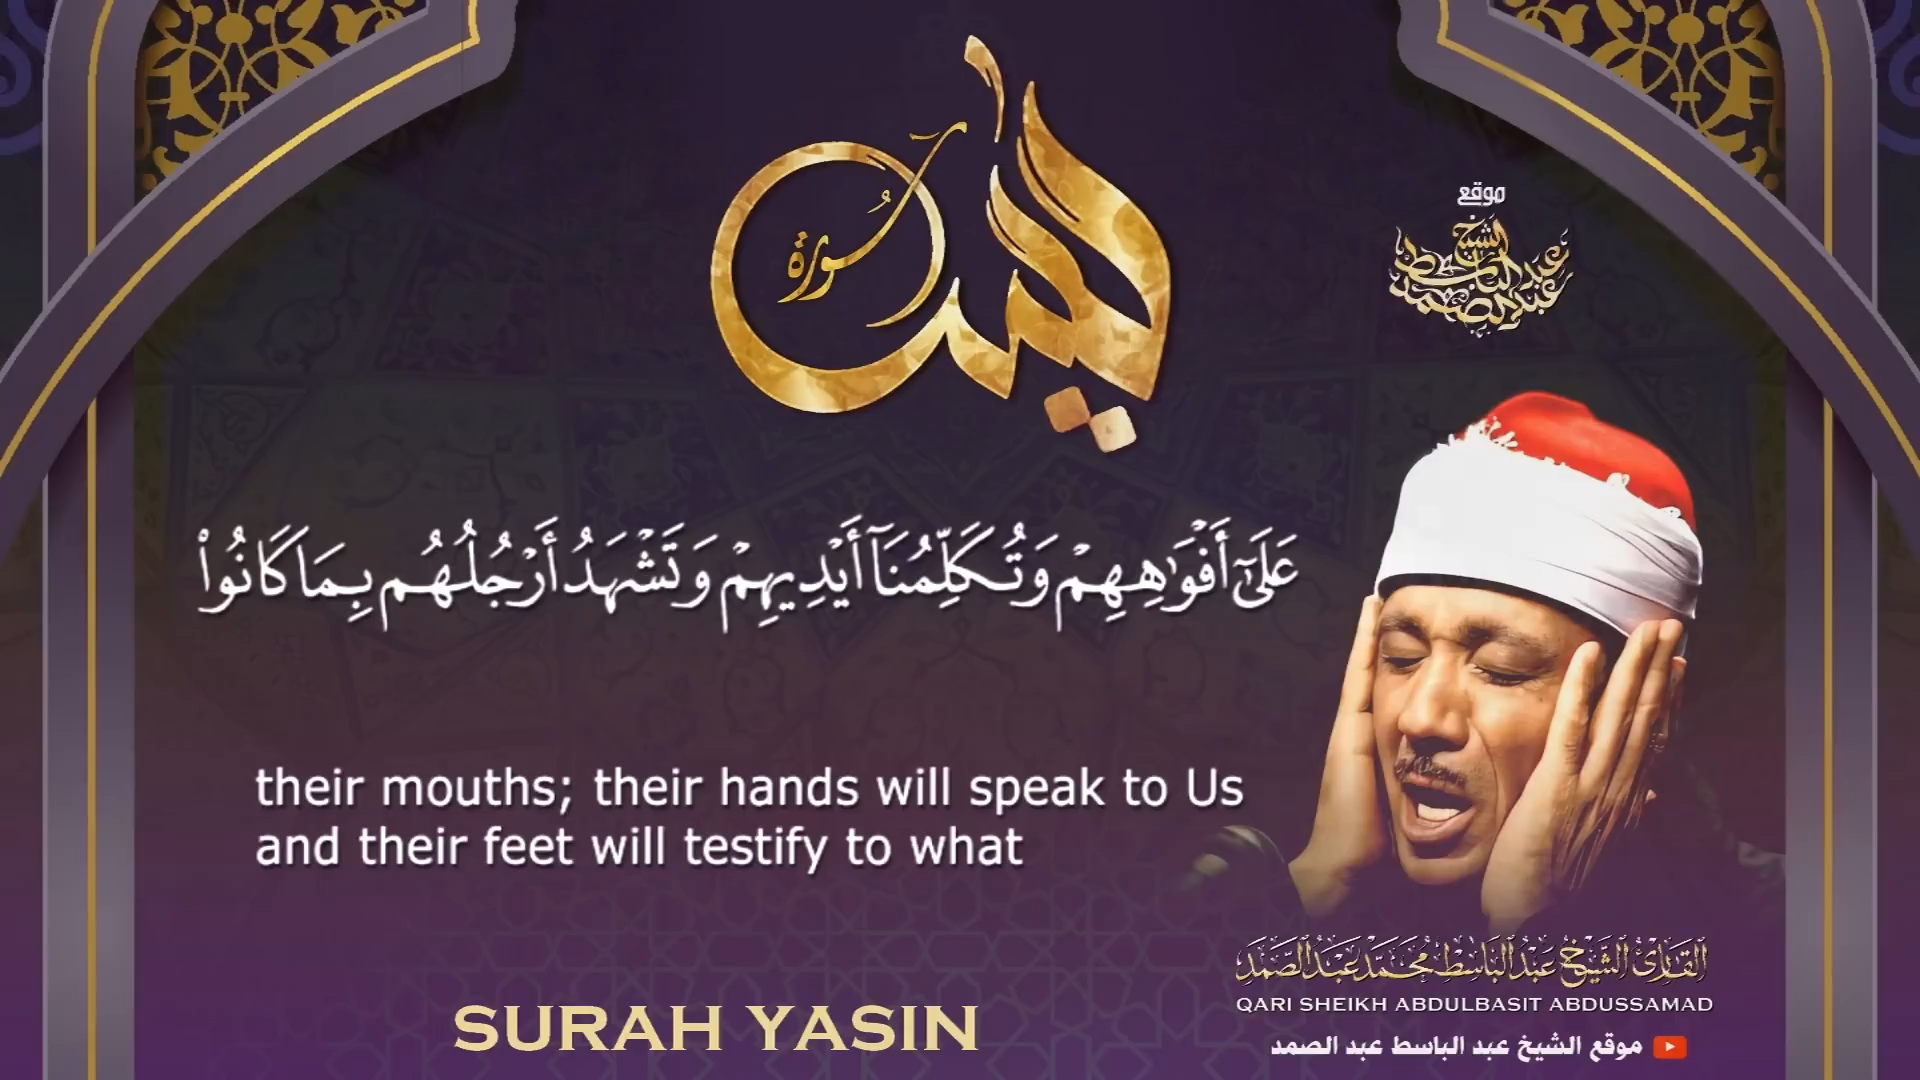 يس
سورة
موقع
الشيخ
عبد الباسط
عبد الصمد
عَلَىٰٓ أَفْوَٰهِهِمْ وَتُكَلِّمُنَآ أَيْدِيهِمْ وَتَشْهَدُ أَرْجُلُهُم بِمَا كَانُوا۟
their mouths; their hands will speak to Us
and their feet will testify to what
القارئ الشيخ عبد الباسط محمد عبد الصمد
QARI SHEIKH ABDULBASIT ABDUSSAMAD
SURAH YASIN
موقع الشيخ عبد الباسط عبد الصمد